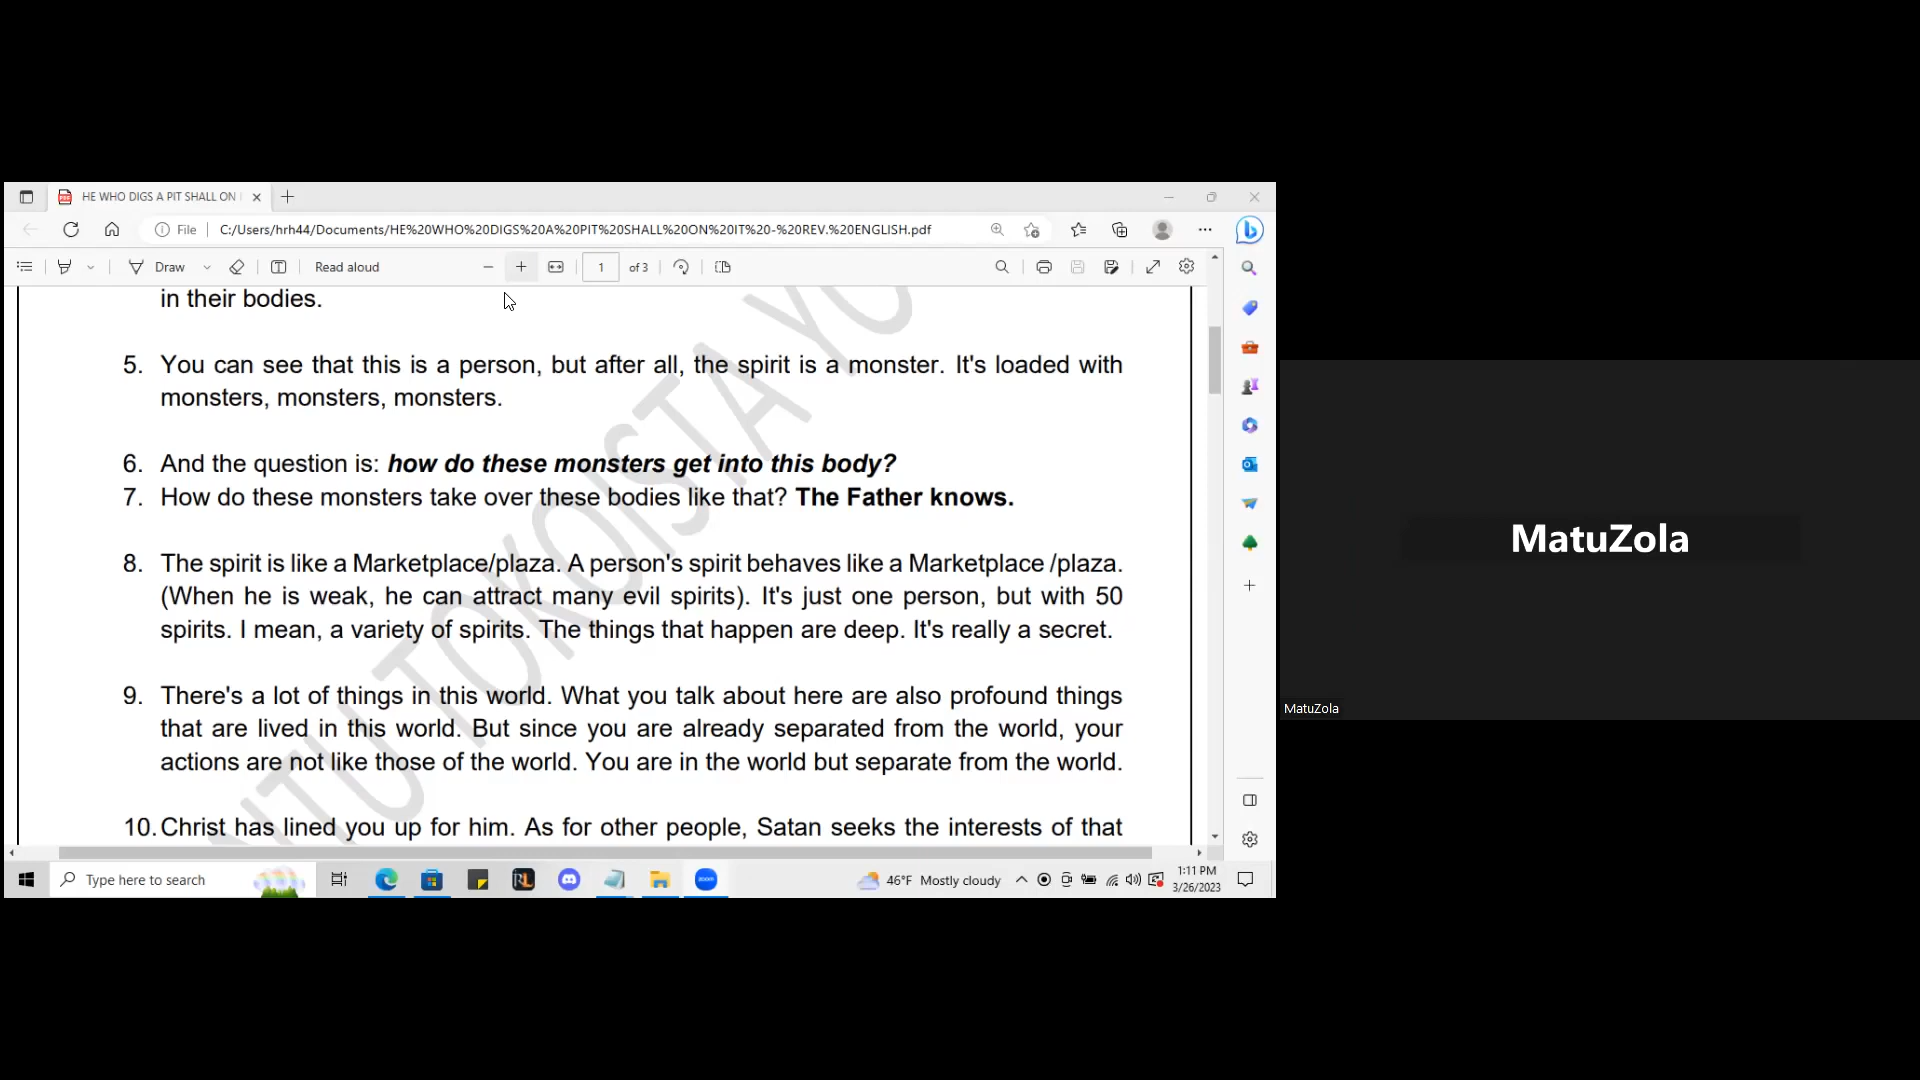 HE WHO DIGS A PIT SHALL ON
File
C:/Users/hrh44/Documents/HE%20WHO%20DIGS%20A%20PIT%20SHALL%20ON%20IT%20-%20REV.%20ENGLISH.pdf
Draw
Read aloud
1
of 3
in their bodies.
5. You can see that this is a person, but after all, the spirit is a monster. It's loaded with
monsters, monsters, monsters.
6. And the question is: how do these monsters get into this body?
7. How do these monsters take over these bodies like that? The Father knows.
8. The spirit is like a Marketplace/plaza. A person's spirit behaves like a Marketplace /plaza.
(When he is weak, he can attract many evil spirits). It's just one person, but with 50
spirits. I mean, a variety of spirits. The things that happen are deep. It's really a secret.
9. There's a lot of things in this world. What you talk about here are also profound things
that are lived in this world. But since you are already separated from the world, your
actions are not like those of the world. You are in the world but separate from the world.
10. Christ has lined you up for him. As for other people, Satan seeks the interests of that
NTU TOKOISTA YO
Type here to search
RL
zoom
46°F Mostly cloudy
1:11 PM
3/26/2023
MatuZola
MatuZola